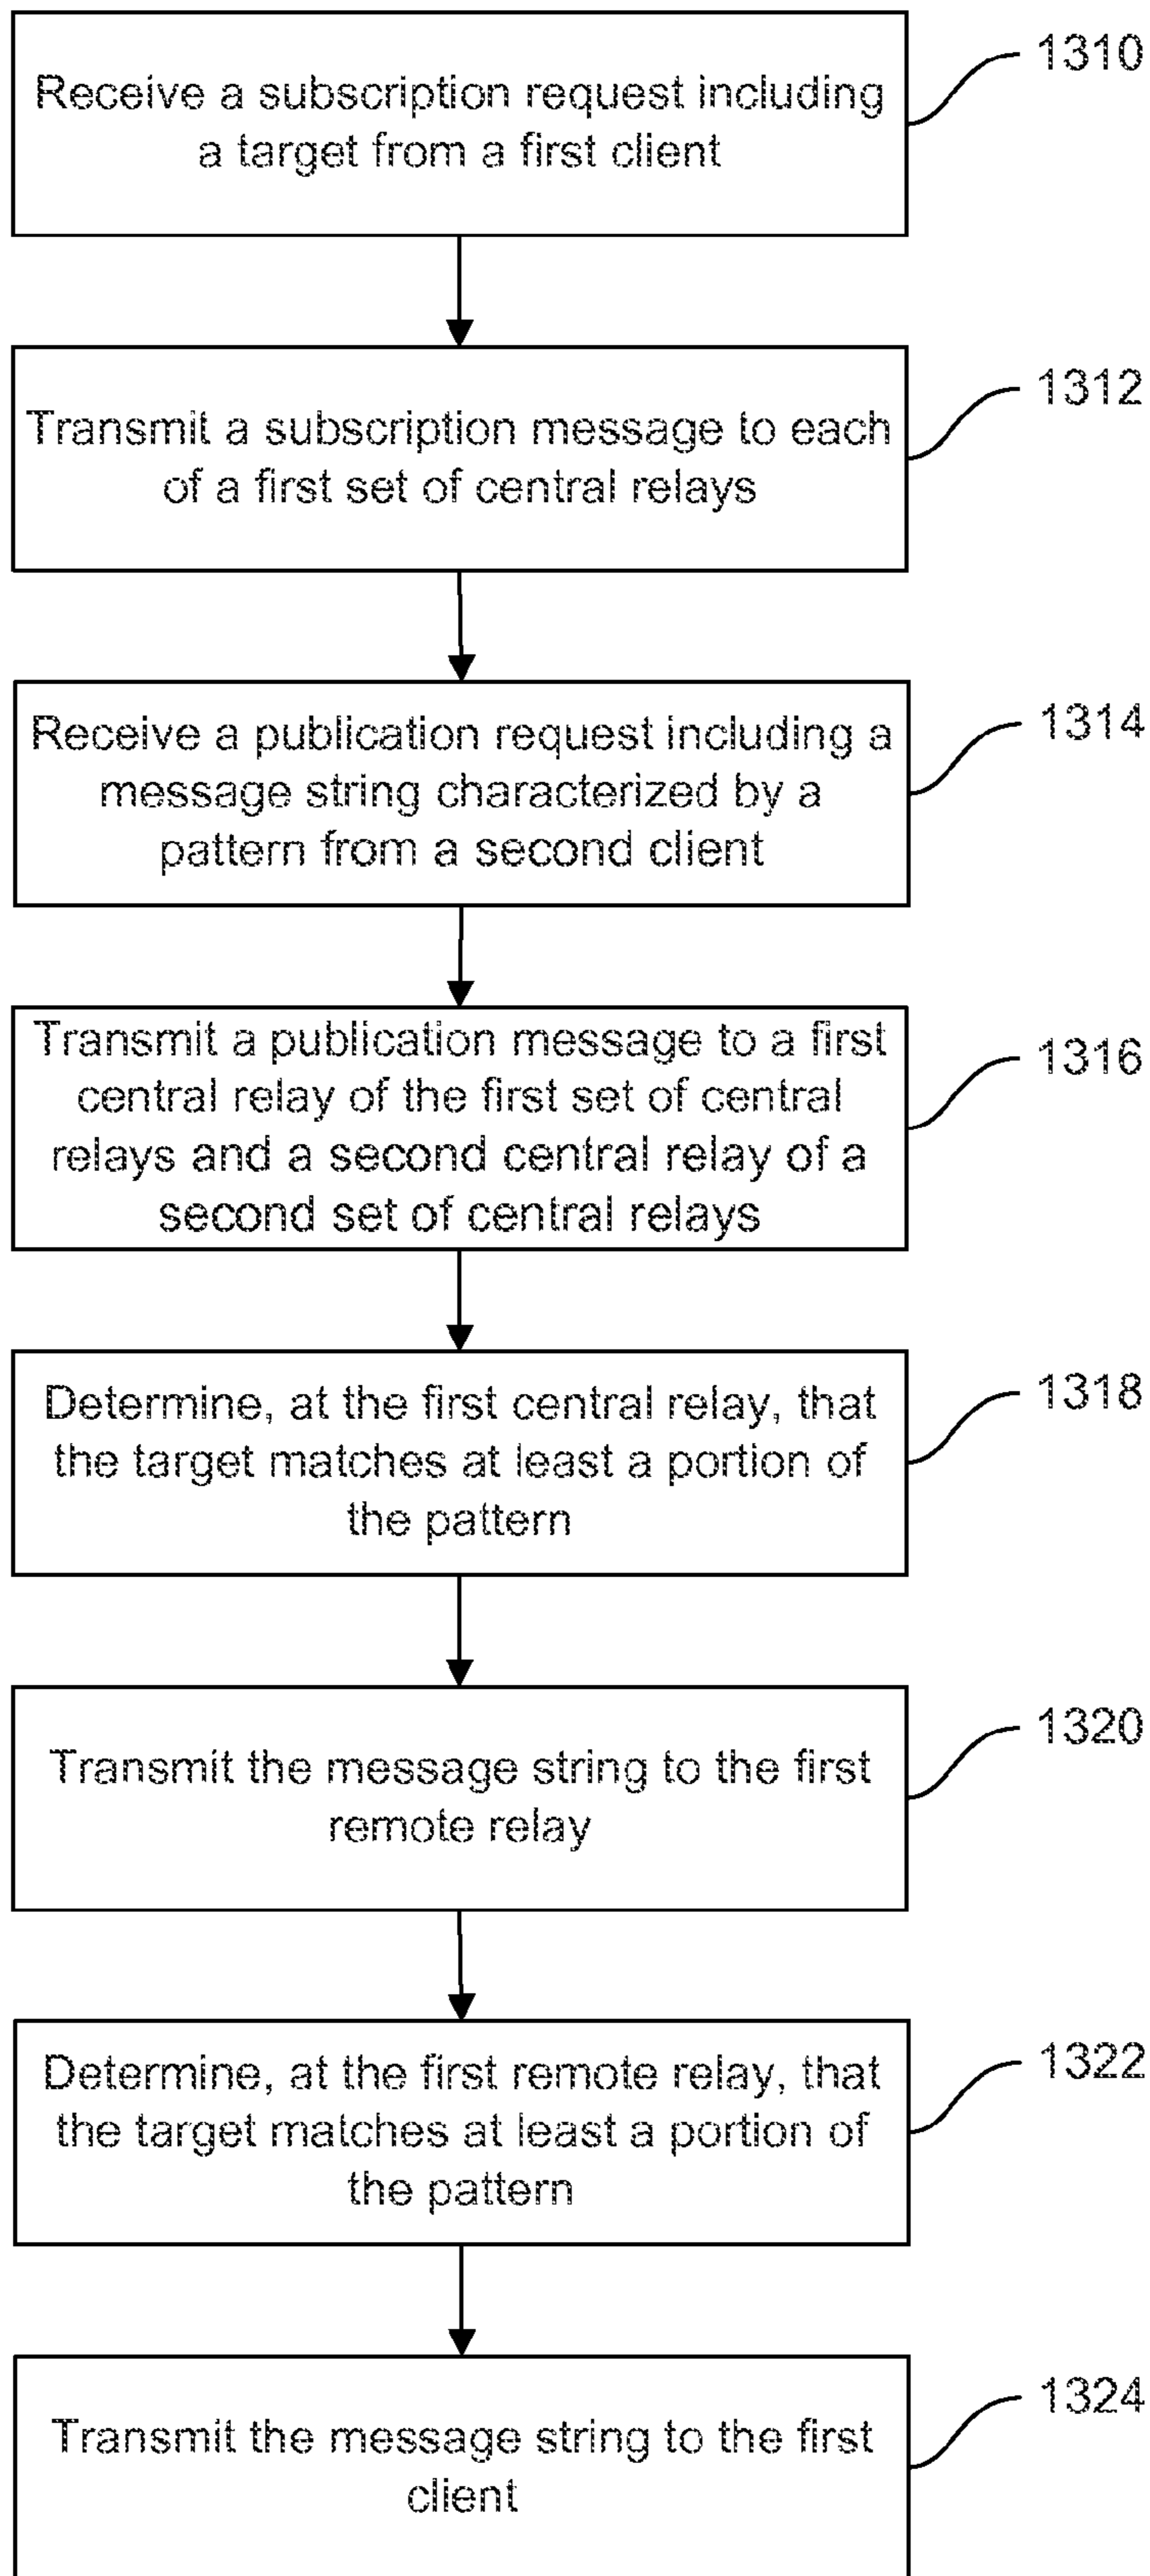 Receive a subscription request including
a target from a first client
1310
Transmit a subscription message to each
of a first set of central relays
1312
Receive a publication request including a
message string characterized by a
pattern from a second client
1314
Transmit a publication message to a first
central relay of the first set of central
relays and a second central relay of a
second set of central relays
1316
Determine, at the first central relay, that
the target matches at least a portion of
the pattern
1318
Transmit the message string to the first
remote relay
1320
Determine, at the first remote relay, that
the target matches at least a portion of
the pattern
1322
Transmit the message string to the first
client
1324